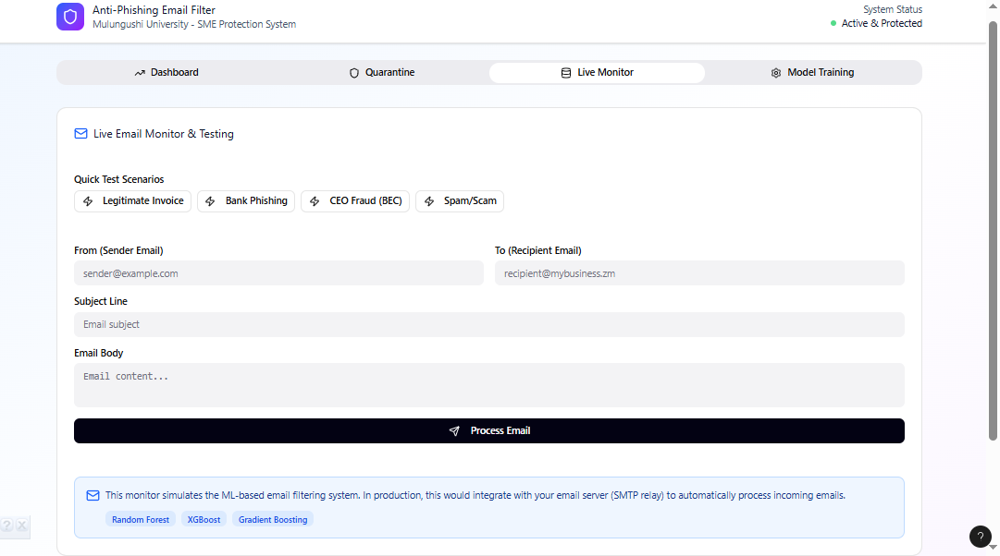 Anti-Phishing Email Filter
Mulungushi University - SME Protection System
System Status
Active & Protected
Dashboard
Quarantine
Live Monitor
Model Training
Live Email Monitor & Testing
Quick Test Scenarios
Legitimate Invoice
Bank Phishing
CEO Fraud (BEC)
Spam/Scam
From (Sender Email)
To (Recipient Email)
sender@example.com
recipient@mybusiness.zm
Subject Line
Email subject
Email Body
Email content...
Process Email
This monitor simulates the ML-based email filtering system. In production, this would integrate with your email server (SMTP relay) to automatically process incoming emails.
Random Forest
XGBoost
Gradient Boosting
?
?